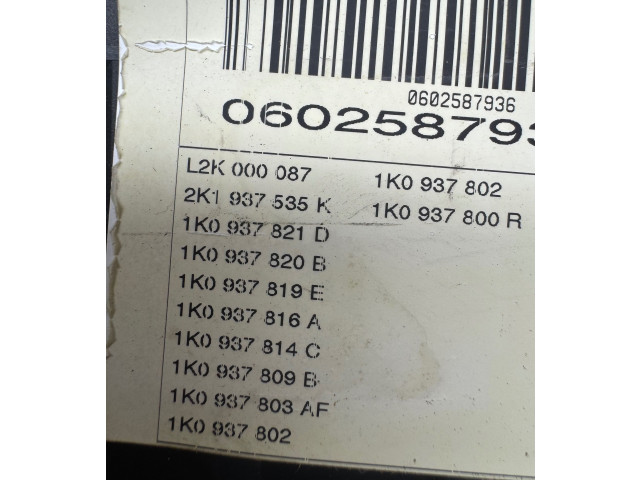 0602587936
060258793
L2K 000 087 1K0 937 802
2K1 937 535 K 1K0 937 800 R
1K0 937 821 D
1K0 937 820 B
1K0 937 819 E
1K0 937 816 A
1K0 937 814 C
1K0 937 809 B
1K0 937 803 AF
1K0 937 802